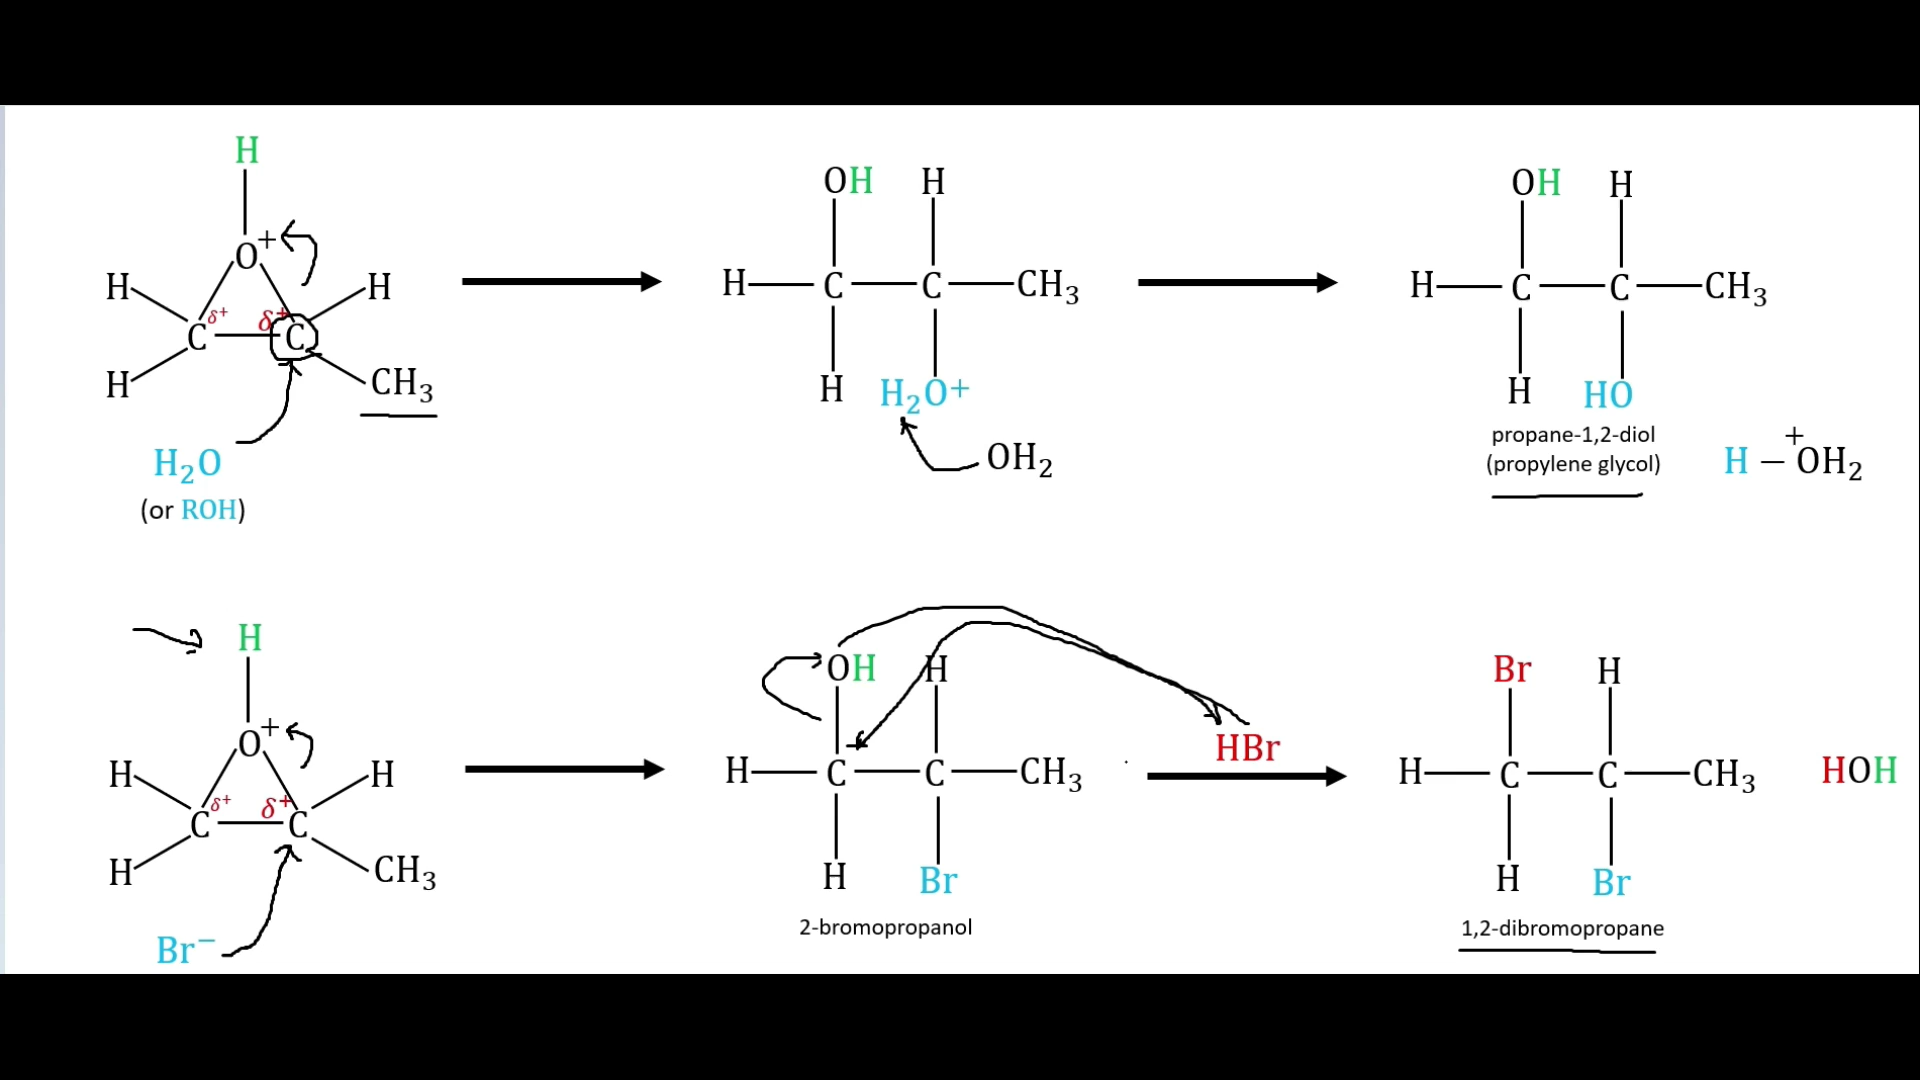 H
O⁺
H H
δ⁺ δ⁺
C C
H CH₃
H₂O
(or ROH)
OH H
H C C CH₃
H H₂O⁺
OH₂
OH H
H C C CH₃
H HO
propane-1,2-diol
(propylene glycol)
+
H – OH₂
H
O⁺
H H
δ⁺ δ⁺
C C
H CH₃
Br⁻
OH H
H C C CH₃
H Br
2-bromopropanol
HBr
Br H
H C C CH₃
H Br
1,2-dibromopropane
HOH